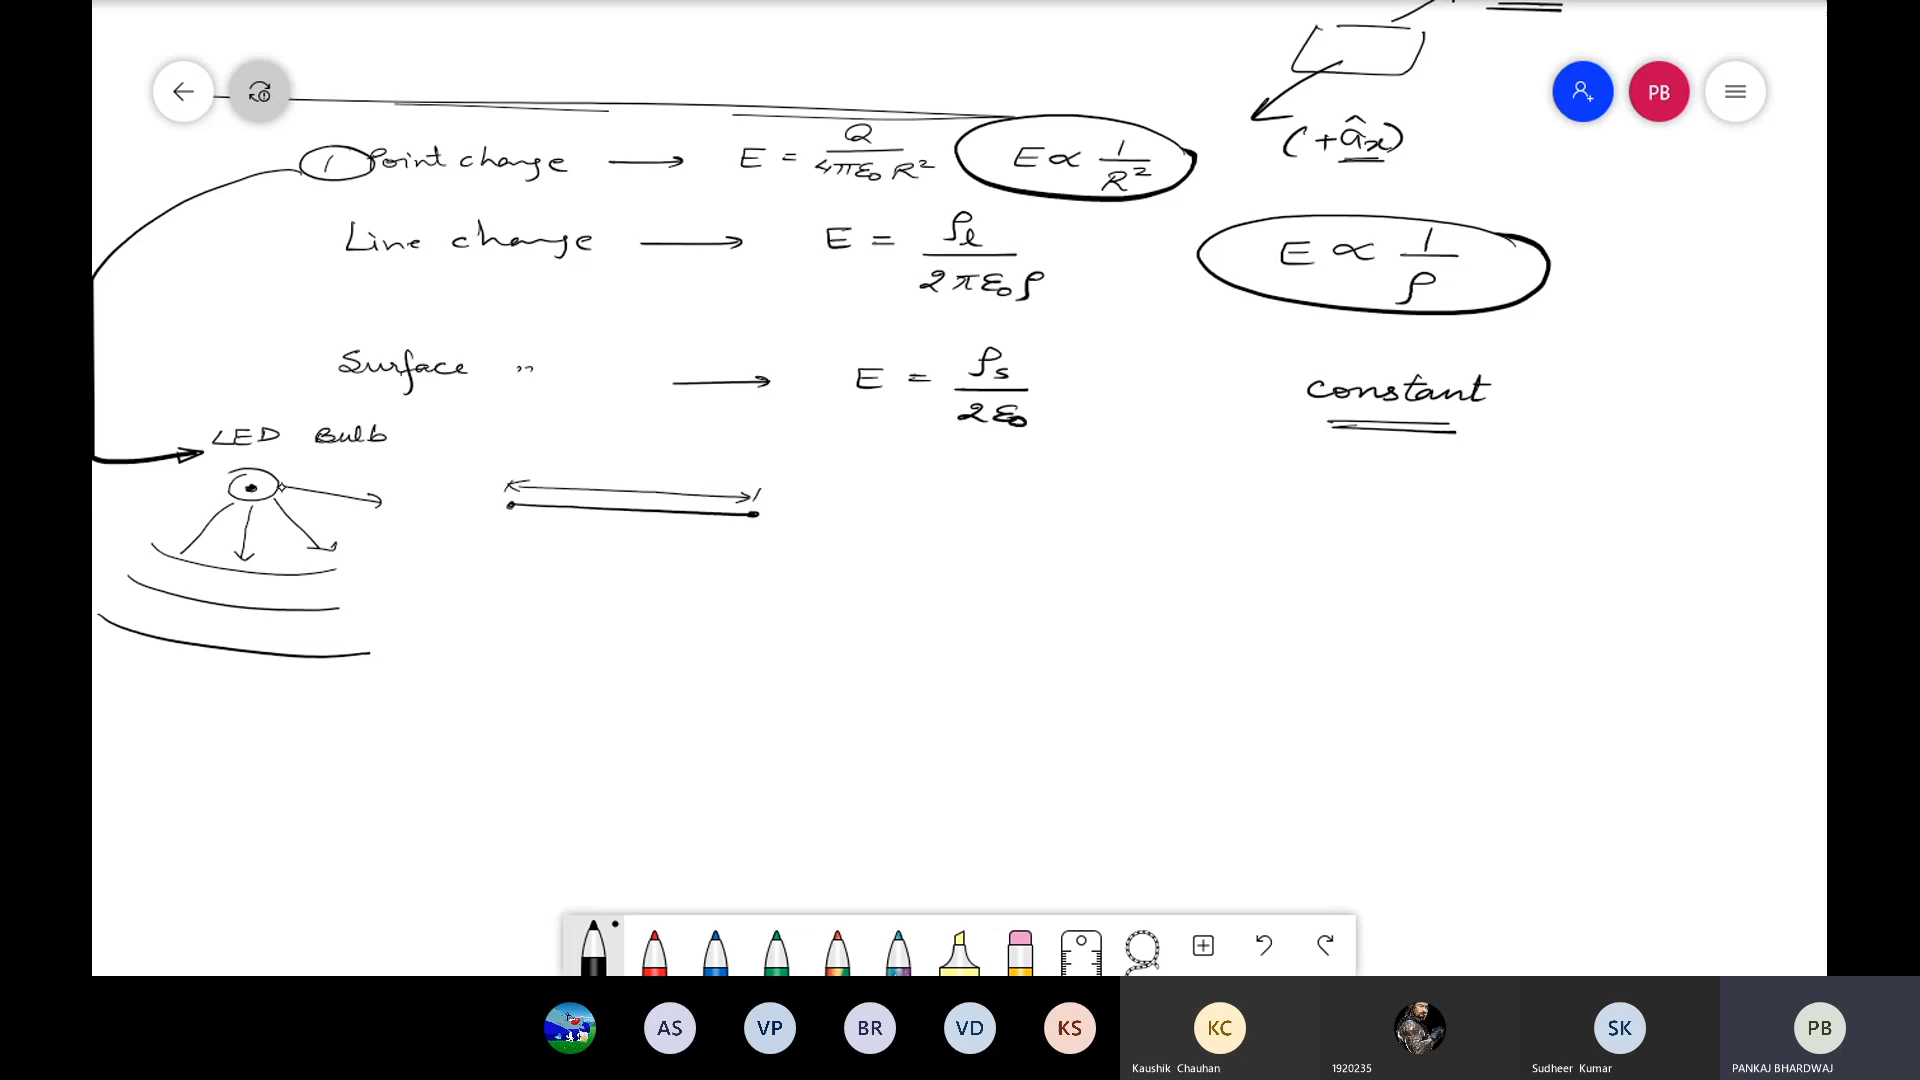 PB
(+âx)
1 Point charge → E = Q / 4πε₀R² E ∝ 1/R²
Line charge → E = ρℓ / 2πε₀ρ E ∝ 1/ρ
Surface ,, → E = ρs / 2ε₀ constant
LED Bulb
AS VP BR VD KS KC SK PB
Kaushik Chauhan 1920235 Sudheer Kumar PANKAJ BHARDWAJ